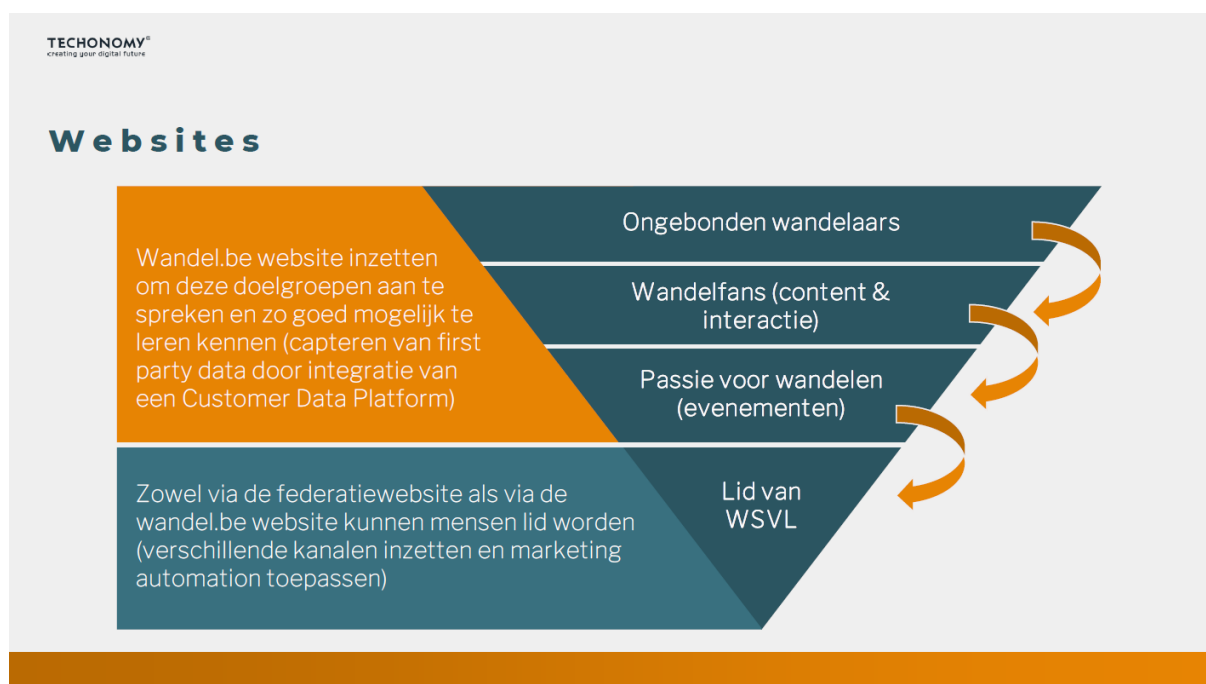 TECHONOMY®
creating your digital future
Websites
Wandel.be website inzetten
om deze doelgroepen aan te
spreken en zo goed mogelijk te
leren kennen (capteren van first
party data door integratie van
een Customer Data Platform)
Ongebonden wandelaars
Wandelfans (content &
interactie)
Passie voor wandelen
(evenementen)
Zowel via de federatiewebsite als via de
wandel.be website kunnen mensen lid worden
(verschillende kanalen inzetten en marketing
automation toepassen)
Lid van
WSVL